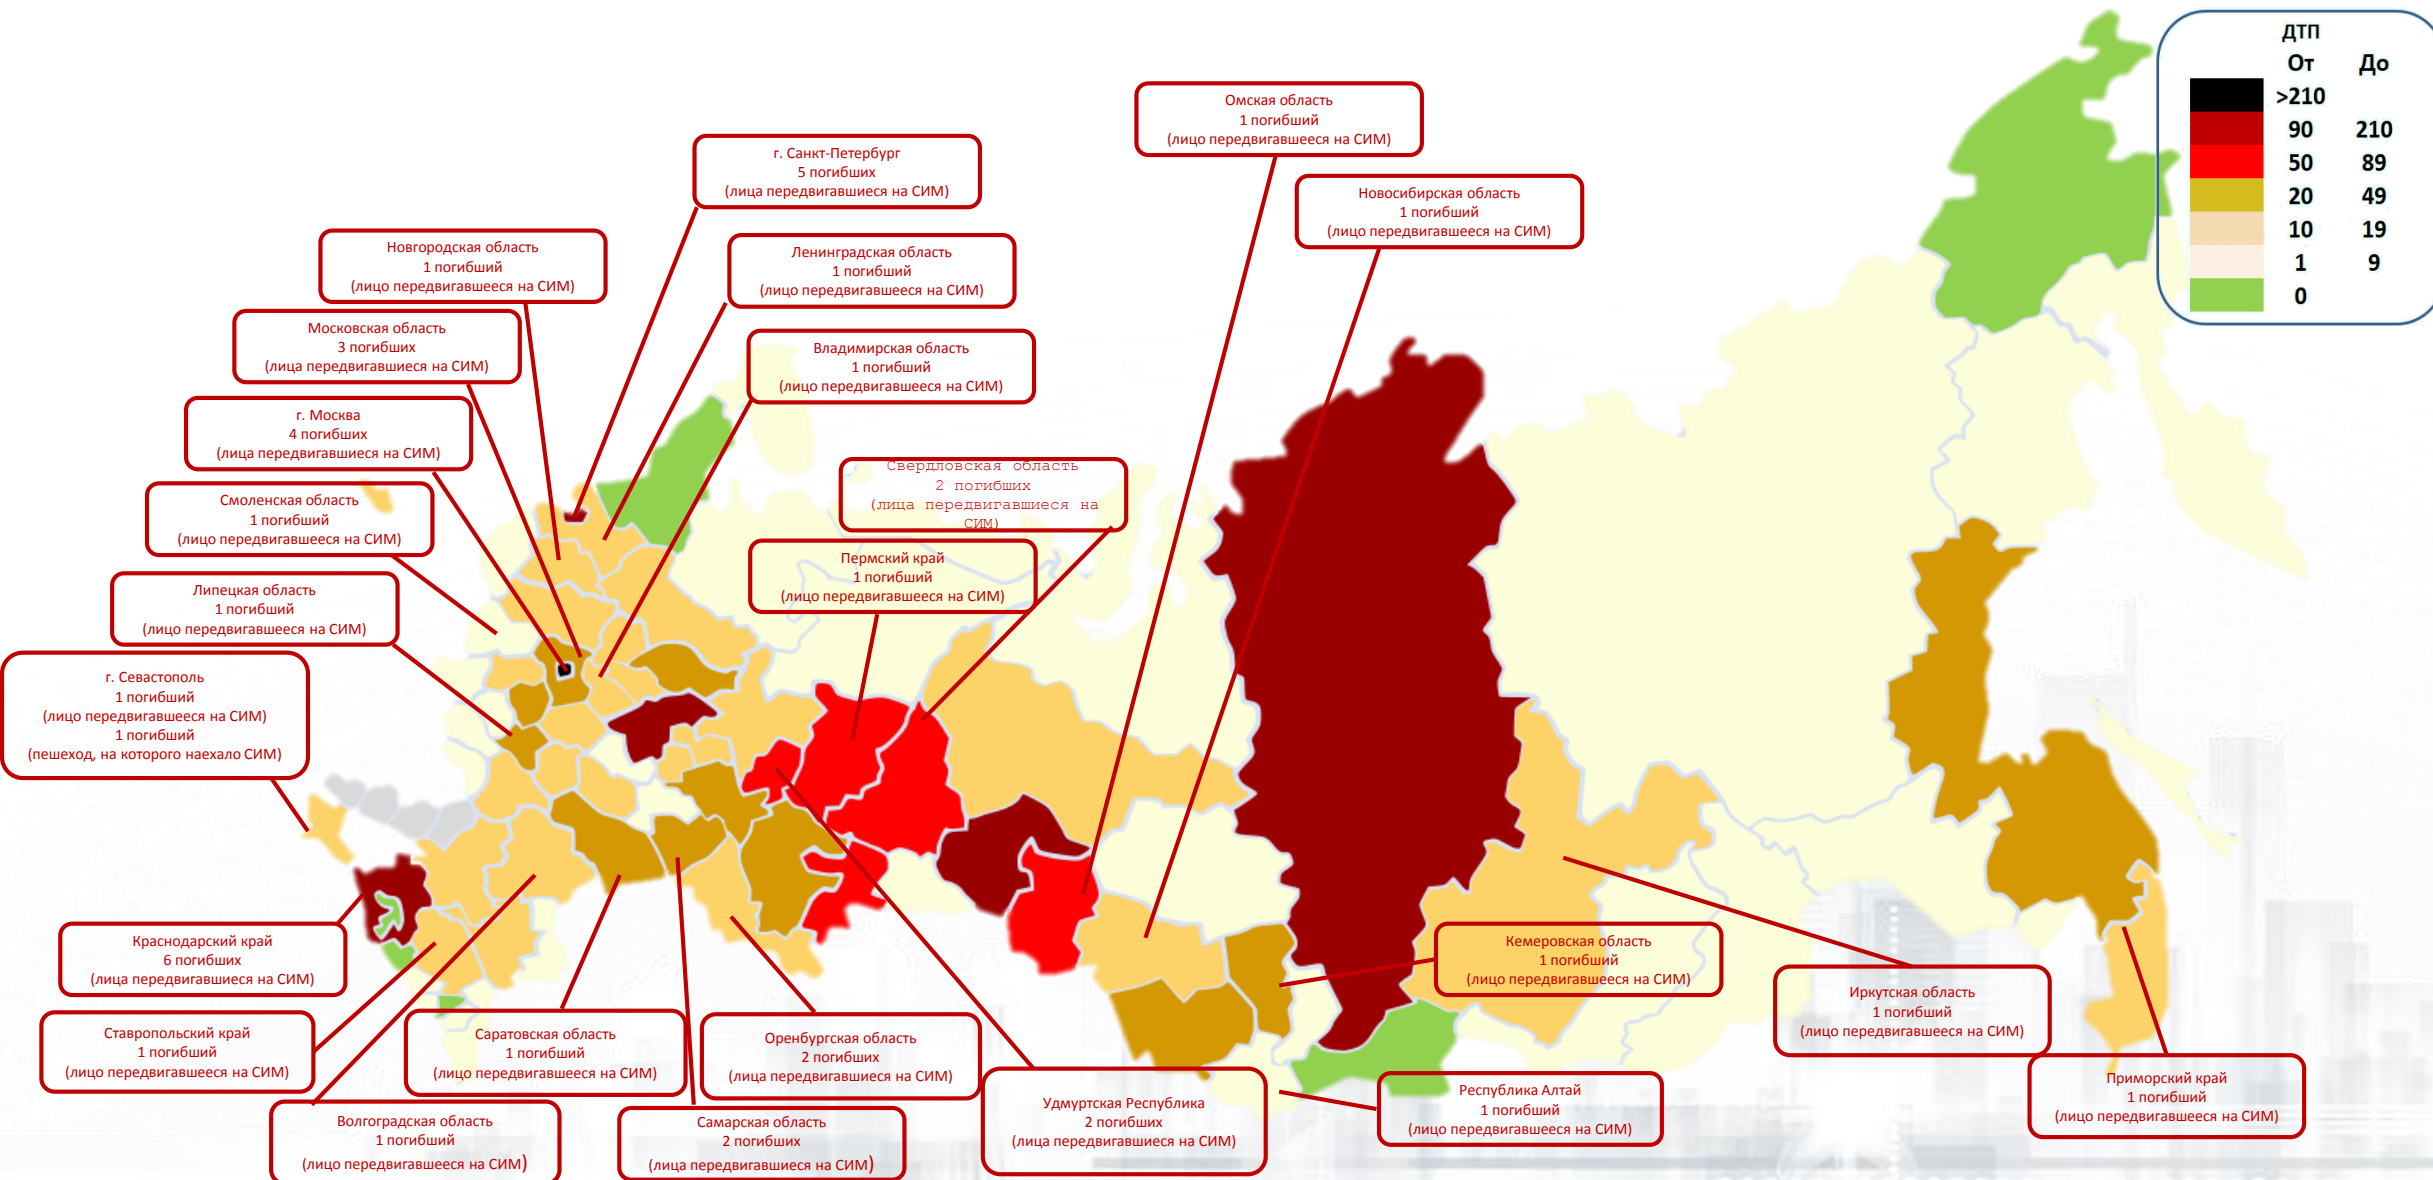 ДТП
От До
>210
90 210
50 89
20 49
10 19
1 9
0
Омская область
1 погибший
(лицо передвигавшееся на СИМ)
г. Санкт-Петербург
5 погибших
(лица передвигавшиеся на СИМ)
Новосибирская область
1 погибший
(лицо передвигавшееся на СИМ)
Новгородская область
1 погибший
(лицо передвигавшееся на СИМ)
Ленинградская область
1 погибший
(лицо передвигавшееся на СИМ)
Московская область
3 погибших
(лица передвигавшиеся на СИМ)
Владимирская область
1 погибший
(лицо передвигавшееся на СИМ)
г. Москва
4 погибших
(лица передвигавшиеся на СИМ)
Свердловская область
2 погибших
(лица передвигавшиеся на
СИМ)
Смоленская область
1 погибший
(лицо передвигавшееся на СИМ)
Пермский край
1 погибший
(лицо передвигавшееся на СИМ)
Липецкая область
1 погибший
(лицо передвигавшееся на СИМ)
г. Севастополь
1 погибший
(лицо передвигавшееся на СИМ)
1 погибший
(пешеход, на которого наехало СИМ)
Краснодарский край
6 погибших
(лица передвигавшиеся на СИМ)
Кемеровская область
1 погибший
(лицо передвигавшееся на СИМ)
Иркутская область
1 погибший
(лицо передвигавшееся на СИМ)
Ставропольский край
1 погибший
(лицо передвигавшееся на СИМ)
Саратовская область
1 погибший
(лицо передвигавшееся на СИМ)
Оренбургская область
2 погибших
(лица передвигавшиеся на СИМ)
Удмуртская Республика
2 погибших
(лица передвигавшиеся на СИМ)
Республика Алтай
1 погибший
(лицо передвигавшееся на СИМ)
Приморский край
1 погибший
(лицо передвигавшееся на СИМ)
Волгоградская область
1 погибший
(лицо передвигавшееся на СИМ)
Самарская область
2 погибших
(лица передвигавшиеся на СИМ)